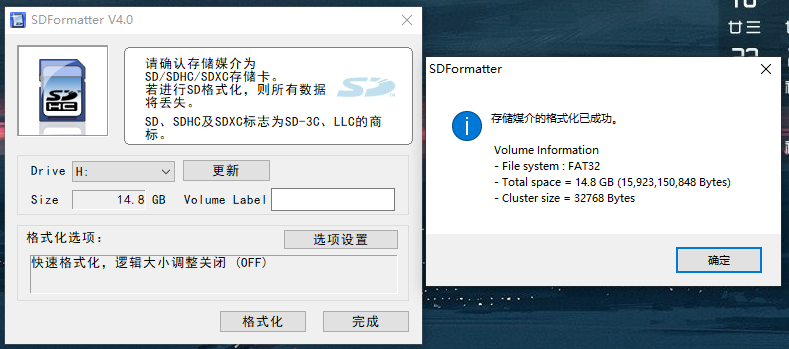 SDFormatter V4.0
SD
HC
请确认存储媒介为
SD/SDHC/SDXC存储卡。
若进行SD格式化，则所有数据
将丢失。
SD、SDHC及SDXC标志为SD-3C、LLC的商
标。
SD
Drive H: 更新
Size 14.8 GB Volume Label
格式化选项：
选项设置
快速格式化，逻辑大小调整关闭 (OFF)
格式化 完成
SDFormatter
存储媒介的格式化已成功。
Volume Information
- File system : FAT32
- Total space = 14.8 GB (15,923,150,848 Bytes)
- Cluster size = 32768 Bytes
确定
廿三